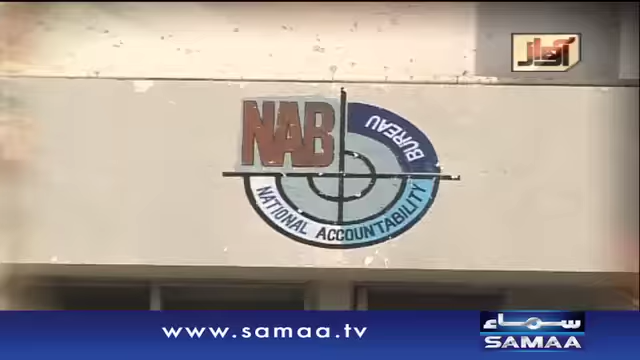 آواز
NAB
BUREAU
NATIONAL ACCOUNTABILITY
www.samaa.tv
سماء
SAMAA